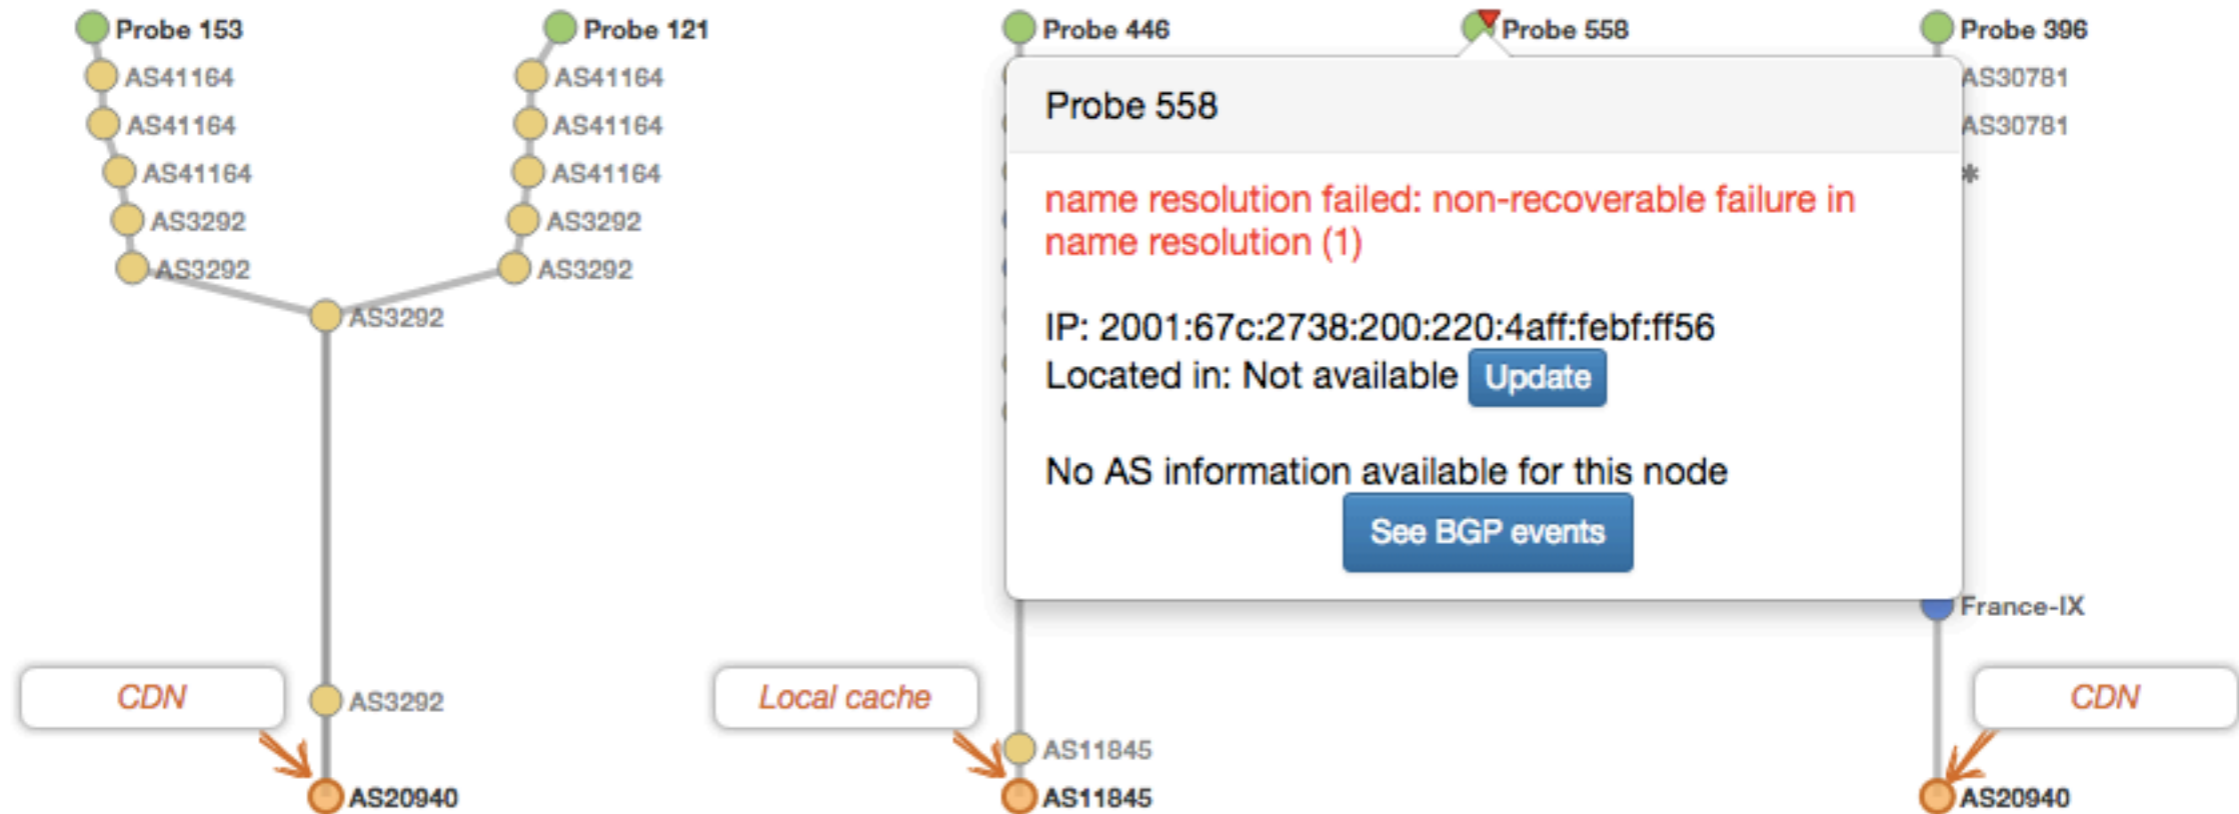 Probe 153
Probe 121
Probe 446
Probe 558
Probe 396
AS41164
AS41164
AS30781
AS41164
AS41164
AS30781
AS41164
AS41164
*
AS3292
AS3292
AS3292
AS3292
AS3292
Probe 558
name resolution failed: non-recoverable failure in
name resolution (1)
IP: 2001:67c:2738:200:220:4aff:febf:ff56
Located in: Not available Update
No AS information available for this node
See BGP events
France-IX
CDN
AS3292
Local cache
CDN
AS11845
AS20940
AS11845
AS20940